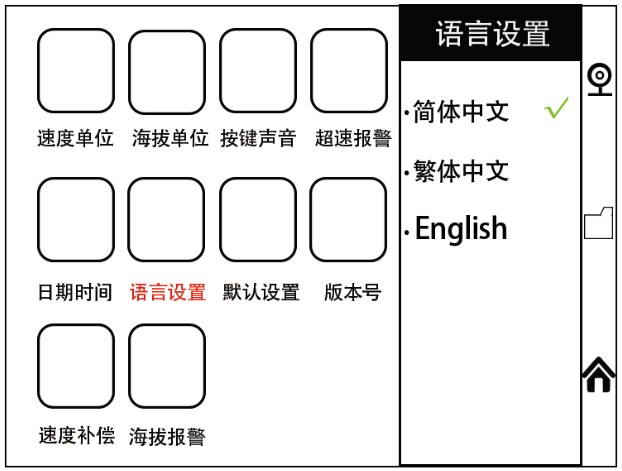 语言设置
速度单位 海拔单位 按键声音 超速报警
·简体中文 √
·繁体中文
·English
日期时间 语言设置 默认设置 版本号
速度补偿 海拔报警